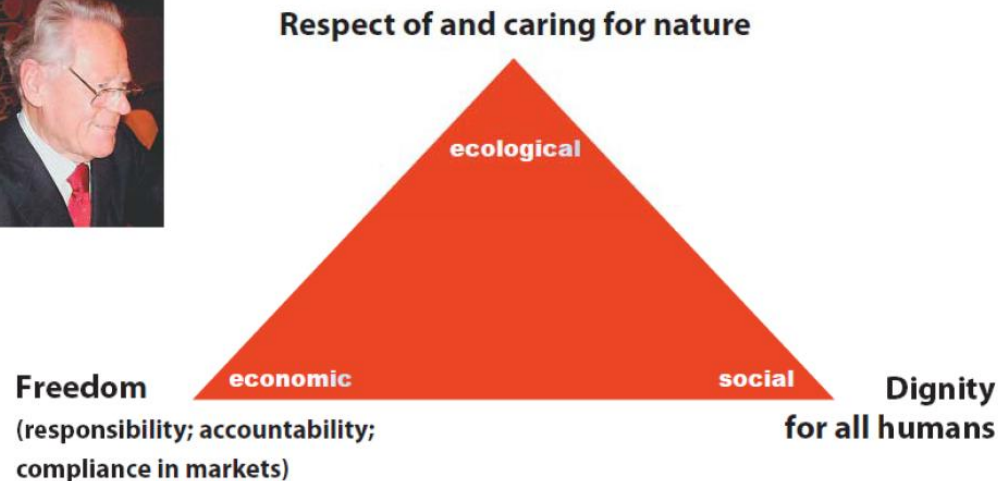 Respect of and caring for nature
ecological
economic
social
Freedom
(responsibility; accountability;
compliance in markets)
Dignity
for all humans